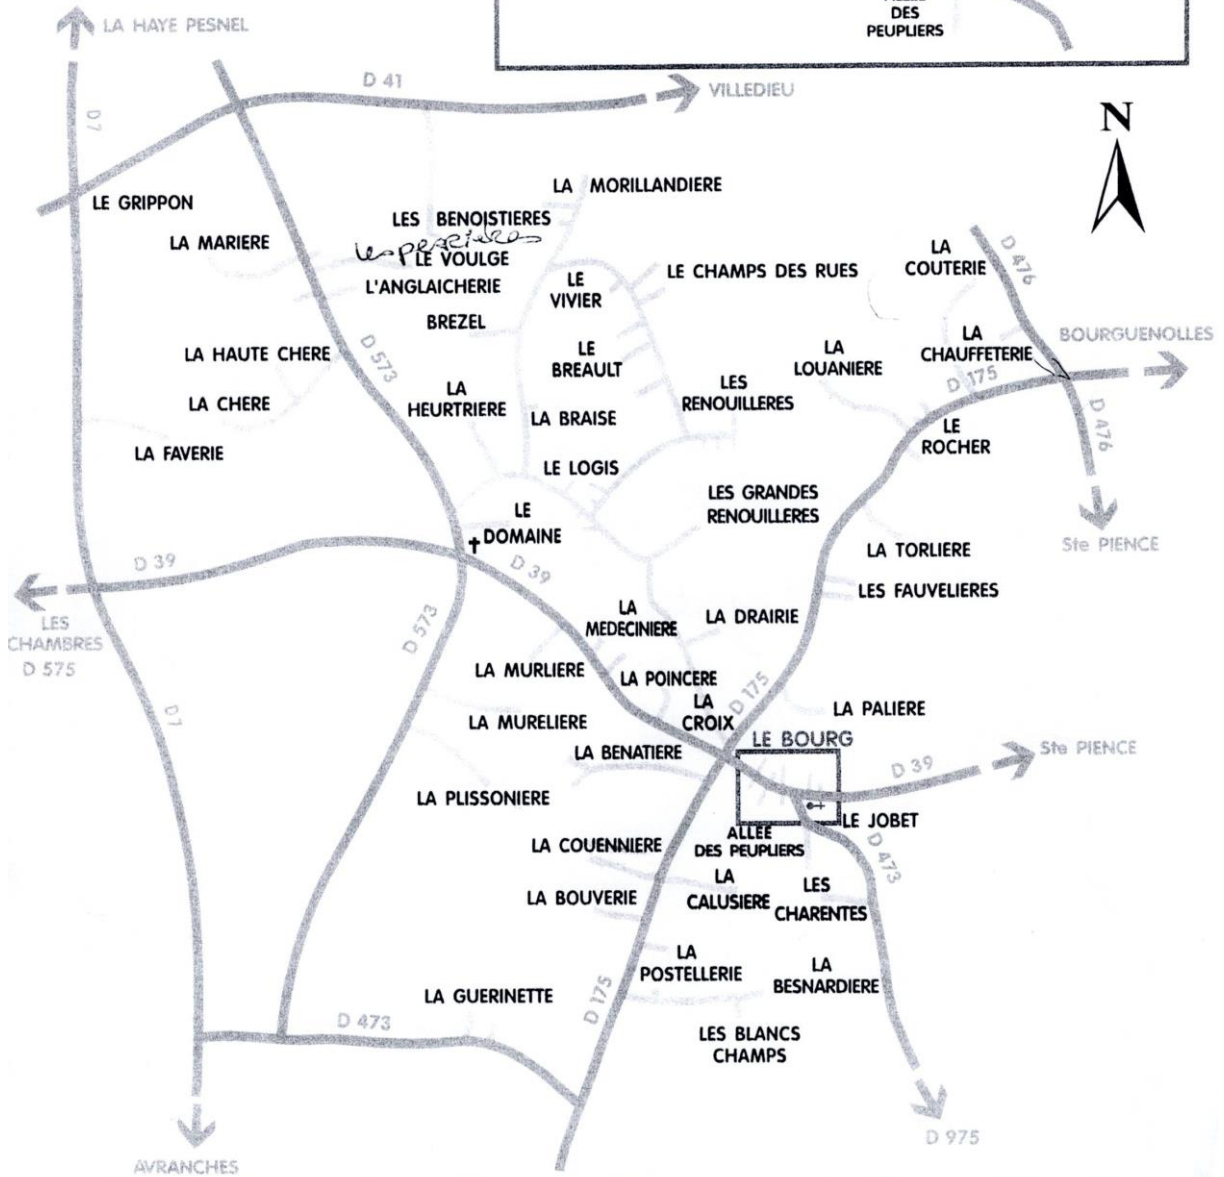 DES
PEUPLIERS
LA HAYE PESNEL
D 41
VILLEDIEU
D7
N
LE GRIPPON
LA MORILLANDIERE
LES BENOISTIERES
LA MARIERE
les perrières
LE VOULGE
L'ANGLAICHERIE
BREZEL
LE
VIVIER
LE CHAMPS DES RUES
LA
COUTERIE
D 476
BOURGUENOLLES
LA HAUTE CHERE
D 573
LE
BREAULT
LA
LOUANIERE
LA
CHAUFFETERIE
D 175
LA CHERE
LA
HEURTRIERE
LA BRAISE
LES
RENOUILLERES
LE
ROCHER
D 476
LA FAVERIE
LE LOGIS
LES GRANDES
RENOUILLERES
LE
DOMAINE
Ste PIENCE
D 39
D 39
LA TORLIERE
LES FAUVELIERES
LES
CHAMBRES
D 575
D 573
LA
MEDECINIERE
LA DRAIRIE
LA MURLIERE
LA POINCERE
D7
D 175
LA
CROIX
LA PALIERE
LA MURELIERE
LE BOURG
LA BENATIERE
Ste PIENCE
D 39
LA PLISSONIERE
LE JOBET
ALLEE
DES PEUPLIERS
LA COUENNIERE
D 473
LA
CALUSIERE
LES
CHARENTES
LA BOUVERIE
LA
POSTELLERIE
LA
BESNARDIERE
LA GUERINETTE
D 175
D 473
LES BLANCS
CHAMPS
D 975
AVRANCHES